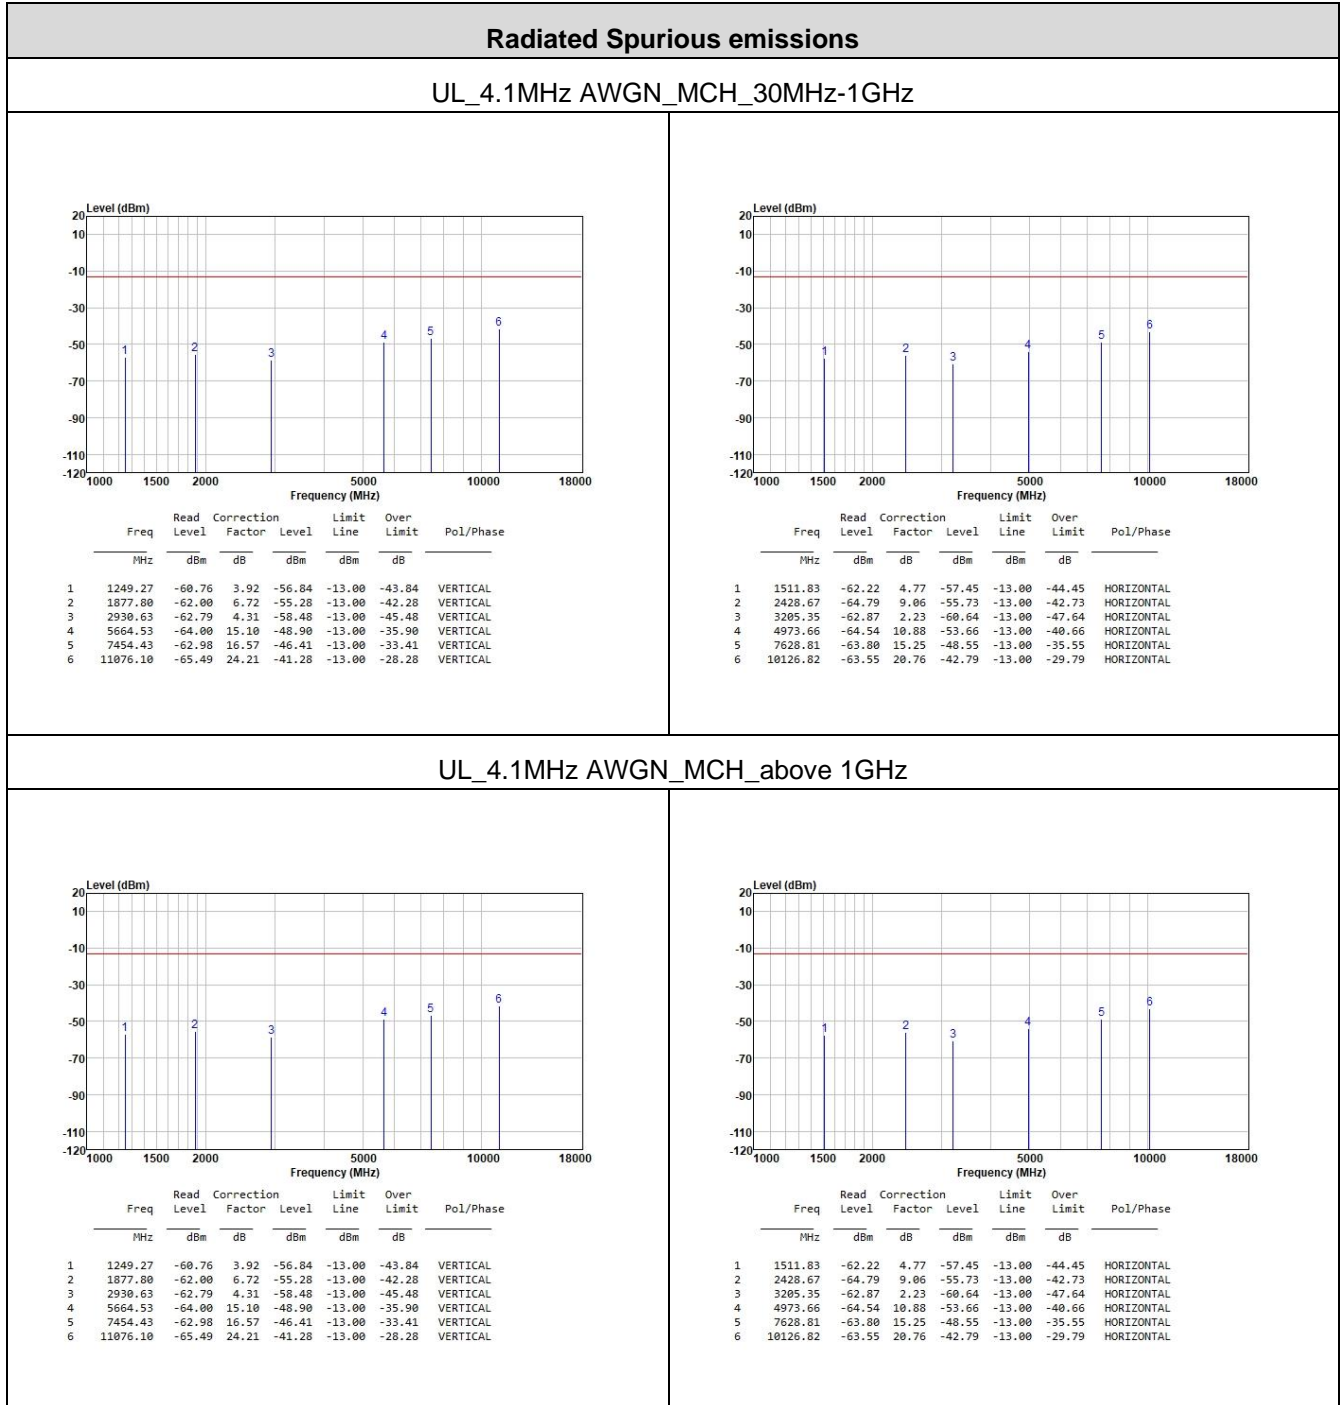 Radiated Spurious emissions
UL_4.1MHz AWGN_MCH_30MHz-1GHz
Level (dBm)
20
10
-10
-30
-50
-70
-90
-110
-120
1 2 3 4 5 6
1000 1500 2000 5000 10000 18000
Frequency (MHz)
Read Correction Limit Over
Freq Level Factor Level Line Limit Pol/Phase
MHz dBm dB dBm dBm dB
1 1249.27 -60.76 3.92 -56.84 -13.00 -43.84 VERTICAL
2 1877.80 -62.00 6.72 -55.28 -13.00 -42.28 VERTICAL
3 2930.63 -62.79 4.31 -58.48 -13.00 -45.48 VERTICAL
4 5664.53 -64.00 15.10 -48.90 -13.00 -35.90 VERTICAL
5 7454.43 -62.98 16.57 -46.41 -13.00 -33.41 VERTICAL
6 11076.10 -65.49 24.21 -41.28 -13.00 -28.28 VERTICAL
Level (dBm)
20
10
-10
-30
-50
-70
-90
-110
-120
1 2 3 4 5 6
1000 1500 2000 5000 10000 18000
Frequency (MHz)
Read Correction Limit Over
Freq Level Factor Level Line Limit Pol/Phase
MHz dBm dB dBm dBm dB
1 1511.83 -62.22 4.77 -57.45 -13.00 -44.45 HORIZONTAL
2 2428.67 -64.79 9.06 -55.73 -13.00 -42.73 HORIZONTAL
3 3205.35 -62.87 2.23 -60.64 -13.00 -47.64 HORIZONTAL
4 4973.66 -64.54 10.88 -53.66 -13.00 -40.66 HORIZONTAL
5 7628.81 -63.80 15.25 -48.55 -13.00 -35.55 HORIZONTAL
6 10126.82 -63.55 20.76 -42.79 -13.00 -29.79 HORIZONTAL
UL_4.1MHz AWGN_MCH_above 1GHz
Level (dBm)
20
10
-10
-30
-50
-70
-90
-110
-120
1 2 3 4 5 6
1000 1500 2000 5000 10000 18000
Frequency (MHz)
Read Correction Limit Over
Freq Level Factor Level Line Limit Pol/Phase
MHz dBm dB dBm dBm dB
1 1249.27 -60.76 3.92 -56.84 -13.00 -43.84 VERTICAL
2 1877.80 -62.00 6.72 -55.28 -13.00 -42.28 VERTICAL
3 2930.63 -62.79 4.31 -58.48 -13.00 -45.48 VERTICAL
4 5664.53 -64.00 15.10 -48.90 -13.00 -35.90 VERTICAL
5 7454.43 -62.98 16.57 -46.41 -13.00 -33.41 VERTICAL
6 11076.10 -65.49 24.21 -41.28 -13.00 -28.28 VERTICAL
Level (dBm)
20
10
-10
-30
-50
-70
-90
-110
-120
1 2 3 4 5 6
1000 1500 2000 5000 10000 18000
Frequency (MHz)
Read Correction Limit Over
Freq Level Factor Level Line Limit Pol/Phase
MHz dBm dB dBm dBm dB
1 1511.83 -62.22 4.77 -57.45 -13.00 -44.45 HORIZONTAL
2 2428.67 -64.79 9.06 -55.73 -13.00 -42.73 HORIZONTAL
3 3205.35 -62.87 2.23 -60.64 -13.00 -47.64 HORIZONTAL
4 4973.66 -64.54 10.88 -53.66 -13.00 -40.66 HORIZONTAL
5 7628.81 -63.80 15.25 -48.55 -13.00 -35.55 HORIZONTAL
6 10126.82 -63.55 20.76 -42.79 -13.00 -29.79 HORIZONTAL